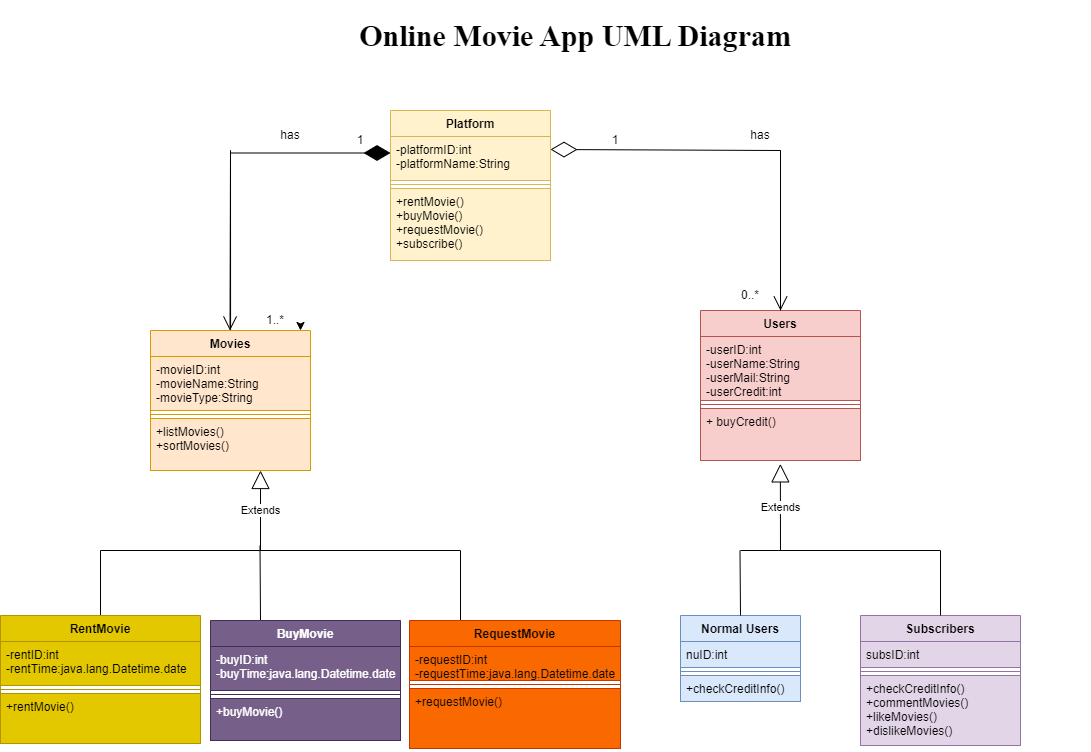 Online Movie App UML Diagram
has
1
Platform
1
has
-platformID:int
-platformName:String
+rentMovie()
+buyMovie()
+requestMovie()
+subscribe()
1..*
0..*
Movies
-movieID:int
-movieName:String
-movieType:String
+listMovies()
+sortMovies()
Users
-userID:int
-userName:String
-userMail:String
-userCredit:int
+ buyCredit()
Extends
Extends
RentMovie
-rentID:int
-rentTime:java.lang.Datetime.date
+rentMovie()
BuyMovie
-buyID:int
-buyTime:java.lang.Datetime.date
+buyMovie()
RequestMovie
-requestID:int
-requestTime:java.lang.Datetime.date
+requestMovie()
Normal Users
nuID:int
+checkCreditInfo()
Subscribers
subsID:int
+checkCreditInfo()
+commentMovies()
+likeMovies()
+dislikeMovies()